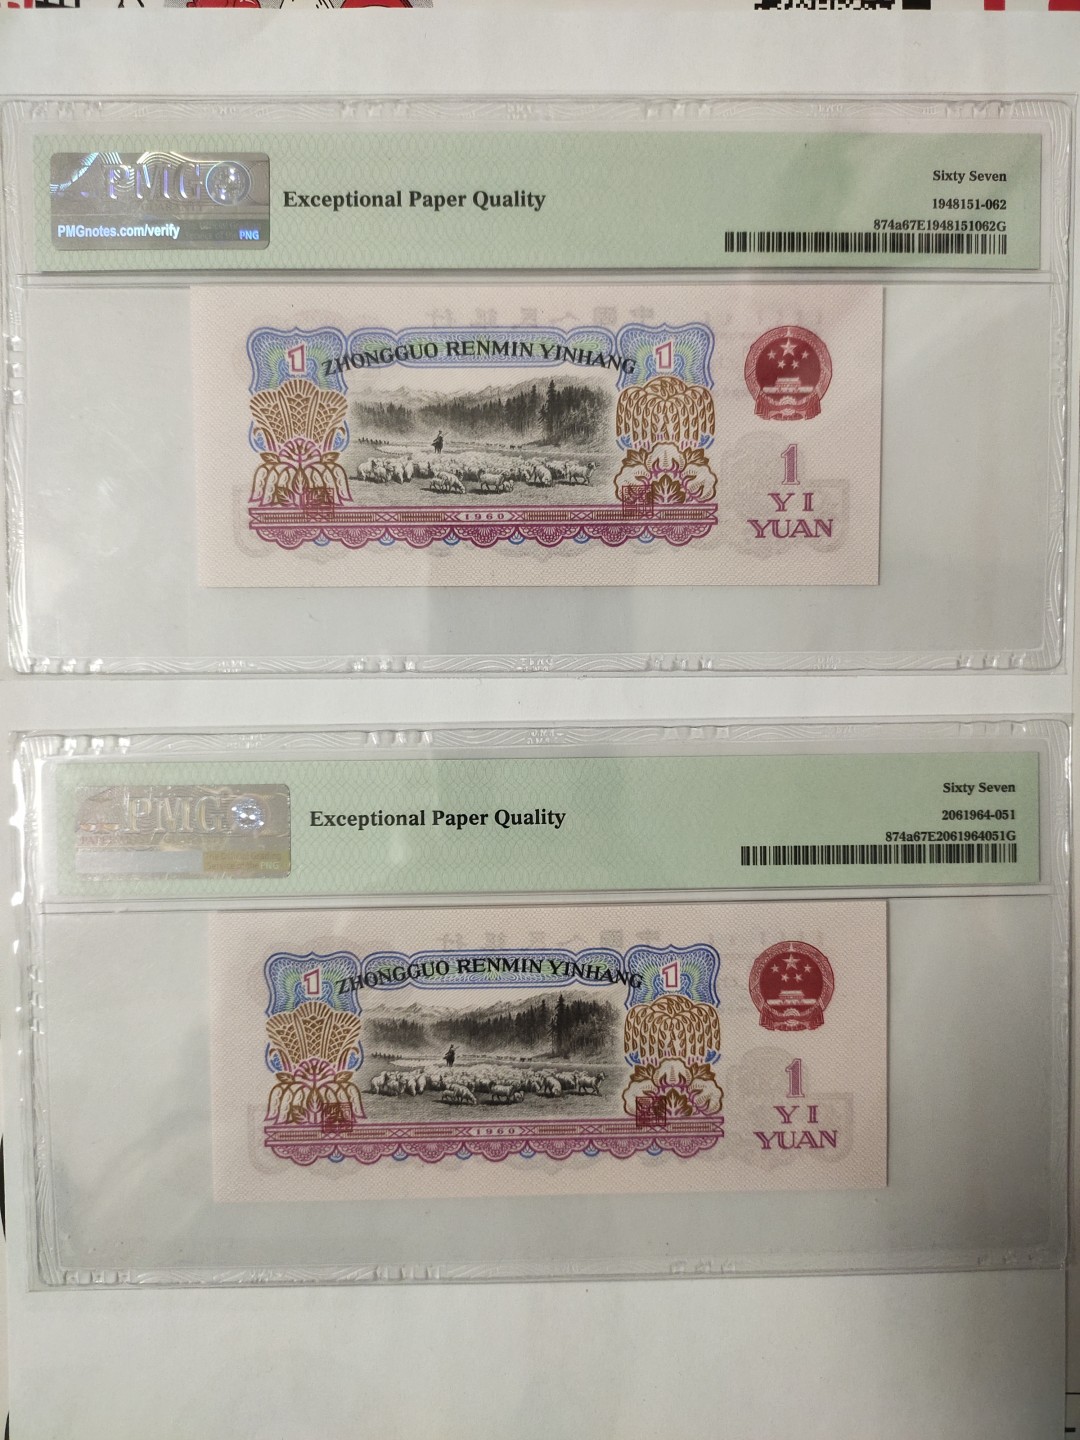 PMG
PMGnotes.com/verify
PNG
Exceptional Paper Quality
Sixty Seven
1948151-062
874a67E1948151062G
1
ZHONGGUO RENMIN YINHANG
1
1
YI
YUAN
1960
PMG
PNG
Exceptional Paper Quality
Sixty Seven
2061964-051
874a67E2061964051G
1
ZHONGGUO RENMIN YINHANG
1
1
YI
YUAN
1960